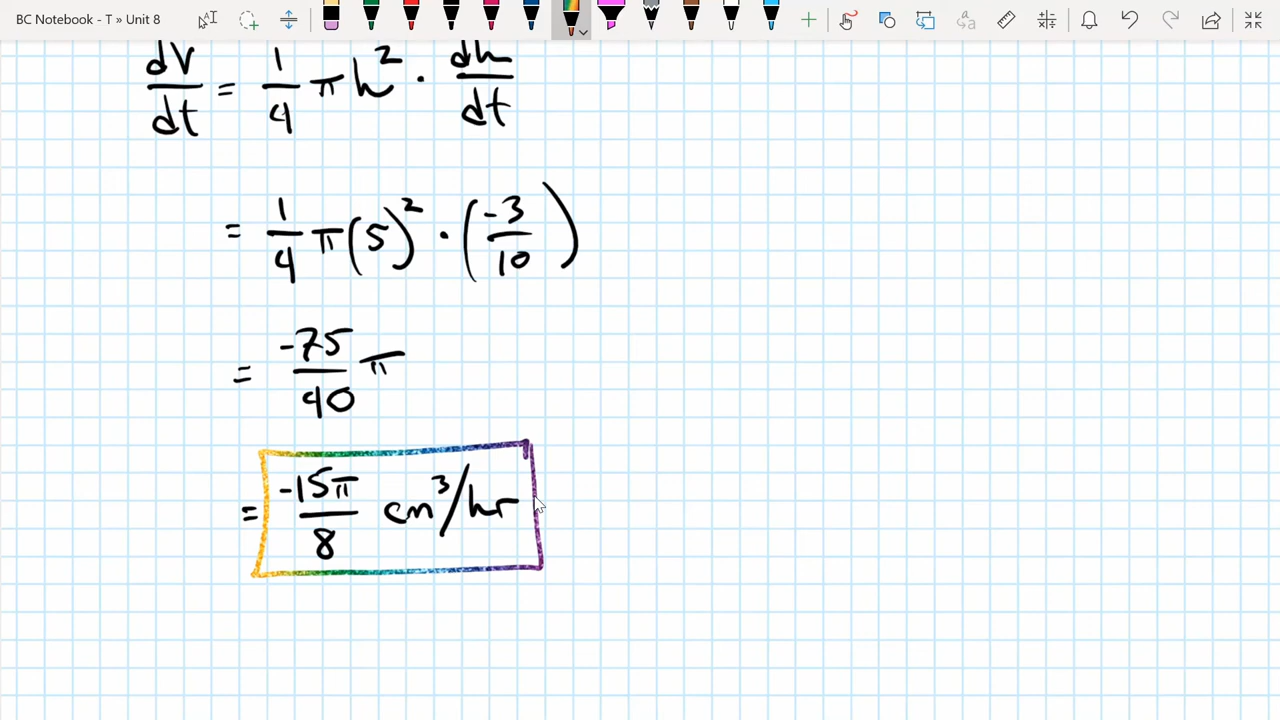 BC Notebook - T » Unit 8
dV/dt = 1/4 π h² · dh/dt
= 1/4 π (5)² · (-3/10)
= -75/40 π
= -15π/8 cm³/hr